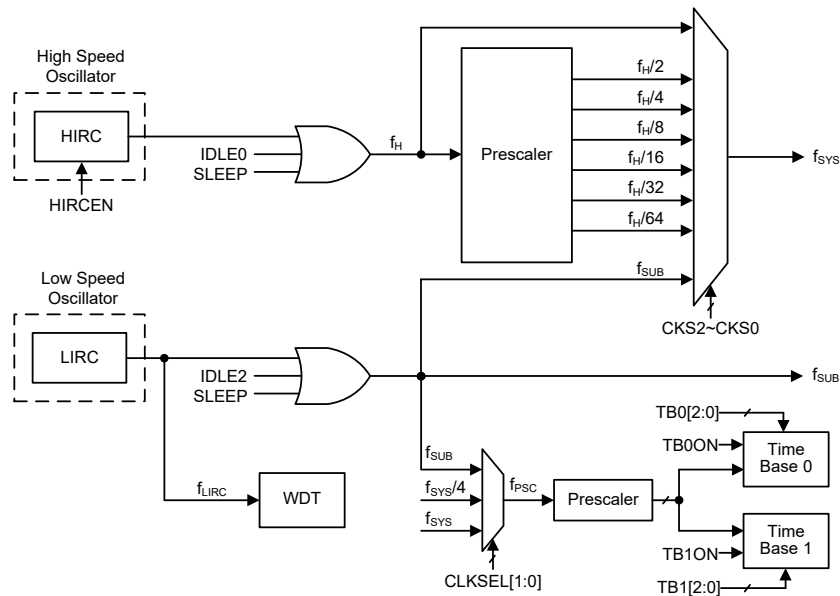 High Speed
Oscillator
HIRC
HIRCEN
IDLE0
SLEEP
fH
Prescaler
fH/2
fH/4
fH/8
fH/16
fH/32
fH/64
fSUB
CKS2~CKS0
fSYS
Low Speed
Oscillator
LIRC
IDLE2
SLEEP
fSUB
fLIRC
WDT
fSUB
fSYS/4
fSYS
CLKSEL[1:0]
fPSC
Prescaler
TB0[2:0]
TB0ON
Time
Base 0
Time
Base 1
TB1ON
TB1[2:0]